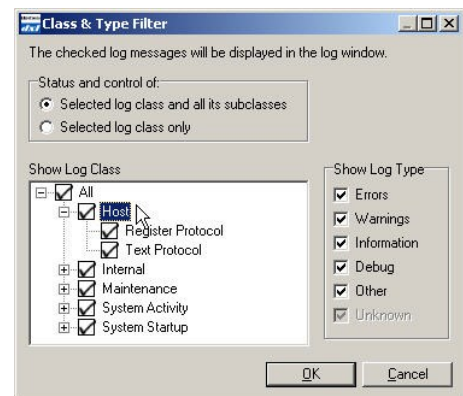 Class & Type Filter
The checked log messages will be displayed in the log window.
Status and control of:
Selected log class and all its subclasses
Selected log class only
Show Log Class
All
Host
Register Protocol
Text Protocol
Internal
Maintenance
System Activity
System Startup
Show Log Type
Errors
Warnings
Information
Debug
Other
Unknown
OK
Cancel